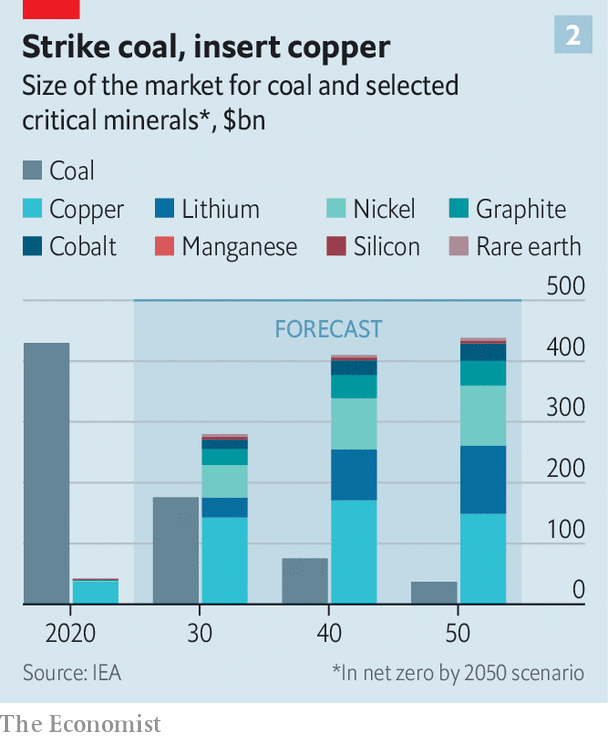 2
Strike coal, insert copper
Size of the market for coal and selected
critical minerals*, $bn
Coal
Copper Lithium Nickel Graphite
Cobalt Manganese Silicon Rare earth
500
FORECAST
400
300
200
100
0
2020 30 40 50
Source: IEA *In net zero by 2050 scenario
The Economist